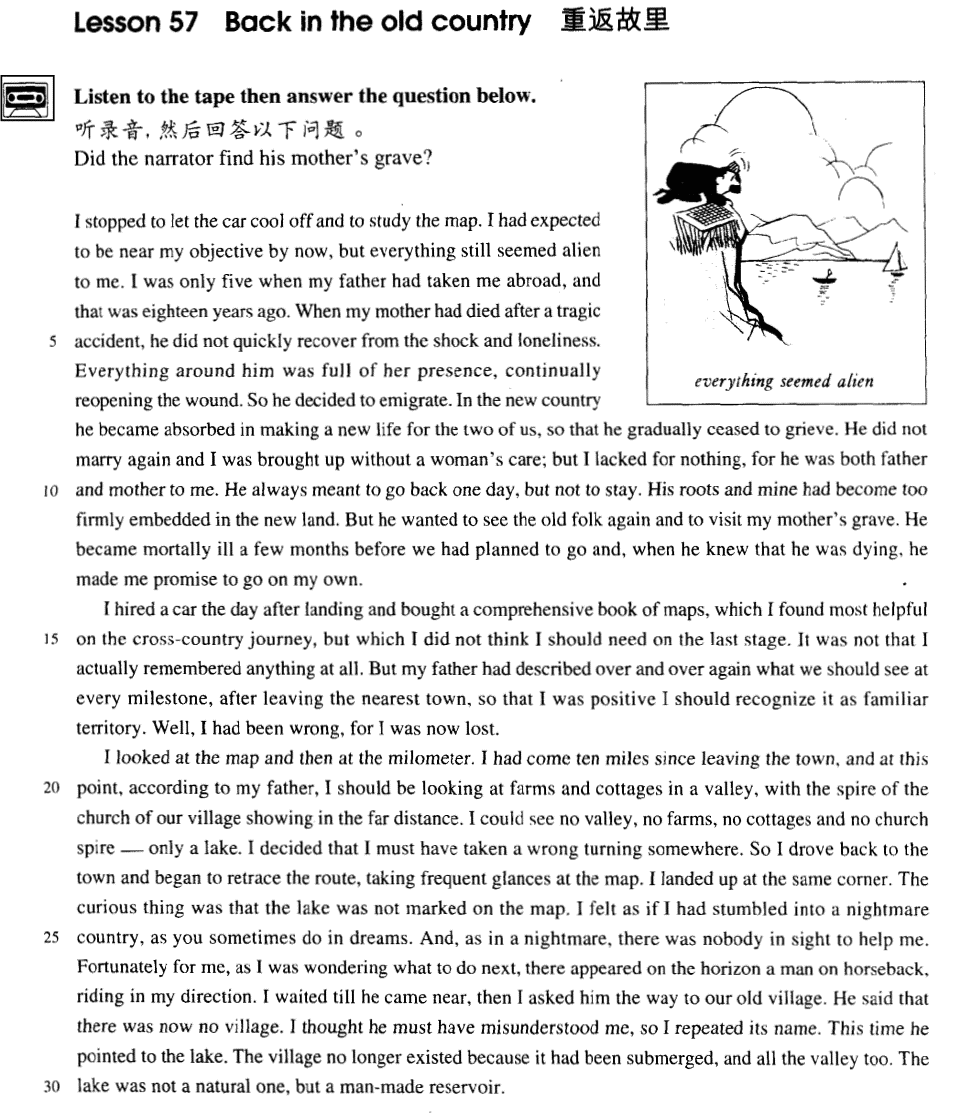 Lesson 57 Back in the old country 重返故里
Listen to the tape then answer the question below.
听录音，然后回答以下问题。
Did the narrator find his mother's grave?
I stopped to let the car cool off and to study the map. I had expected
to be near my objective by now, but everything still seemed alien
to me. I was only five when my father had taken me abroad, and
that was eighteen years ago. When my mother had died after a tragic
5 accident, he did not quickly recover from the shock and loneliness.
Everything around him was full of her presence, continually
reopening the wound. So he decided to emigrate. In the new country
everything seemed alien
he became absorbed in making a new life for the two of us, so that he gradually ceased to grieve. He did not
marry again and I was brought up without a woman's care; but I lacked for nothing, for he was both father
10 and mother to me. He always meant to go back one day, but not to stay. His roots and mine had become too
firmly embedded in the new land. But he wanted to see the old folk again and to visit my mother's grave. He
became mortally ill a few months before we had planned to go and, when he knew that he was dying, he
made me promise to go on my own.
I hired a car the day after landing and bought a comprehensive book of maps, which I found most helpful
15 on the cross-country journey, but which I did not think I should need on the last stage. It was not that I
actually remembered anything at all. But my father had described over and over again what we should see at
every milestone, after leaving the nearest town, so that I was positive I should recognize it as familiar
territory. Well, I had been wrong, for I was now lost.
I looked at the map and then at the milometer. I had come ten miles since leaving the town, and at this
20 point, according to my father, I should be looking at farms and cottages in a valley, with the spire of the
church of our village showing in the far distance. I could see no valley, no farms, no cottages and no church
spire — only a lake. I decided that I must have taken a wrong turning somewhere. So I drove back to the
town and began to retrace the route, taking frequent glances at the map. I landed up at the same corner. The
curious thing was that the lake was not marked on the map. I felt as if I had stumbled into a nightmare
25 country, as you sometimes do in dreams. And, as in a nightmare, there was nobody in sight to help me.
Fortunately for me, as I was wondering what to do next, there appeared on the horizon a man on horseback,
riding in my direction. I waited till he came near, then I asked him the way to our old village. He said that
there was now no village. I thought he must have misunderstood me, so I repeated its name. This time he
pointed to the lake. The village no longer existed because it had been submerged, and all the valley too. The
30 lake was not a natural one, but a man-made reservoir.